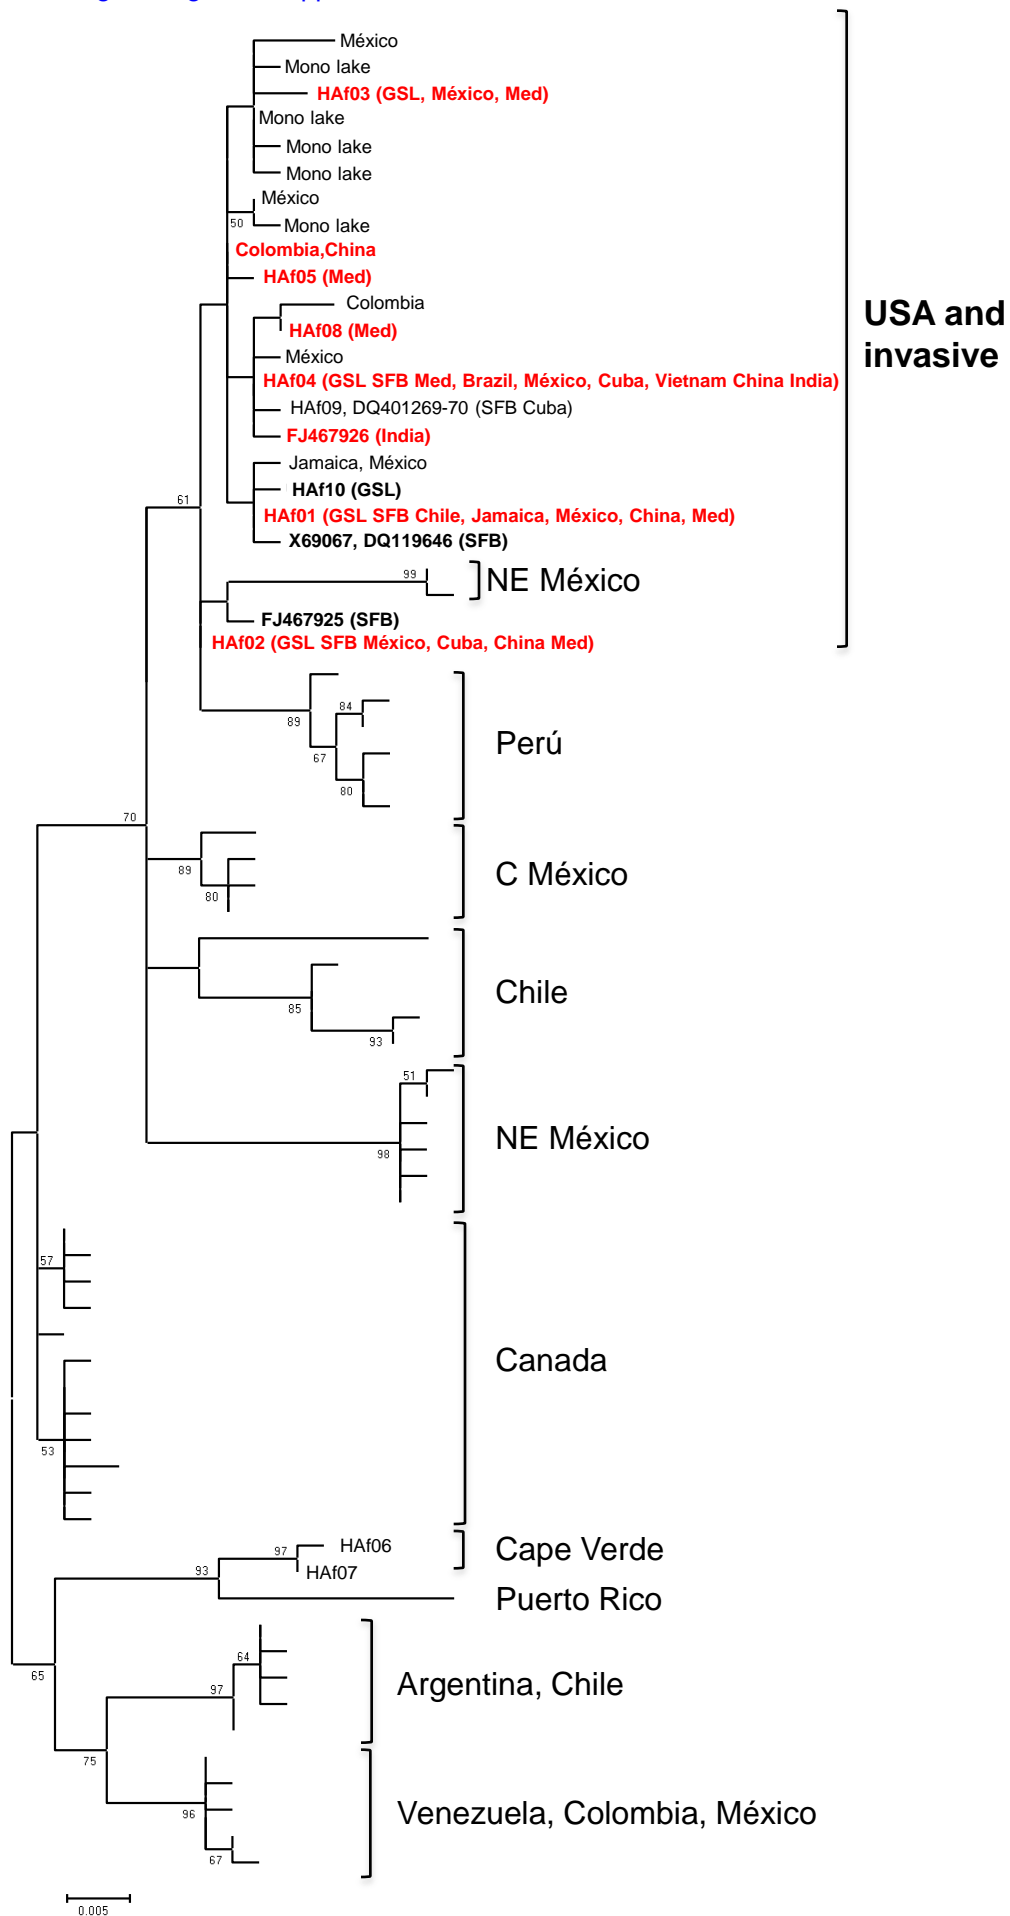 México
Mono lake
HAf03 (GSL, México, Med)
Mono lake
Mono lake
Mono lake
México
50
Mono lake
Colombia,China
HAf05 (Med)
Colombia
HAf08 (Med)
USA and
invasive
México
HAf04 (GSL SFB Med, Brazil, México, Cuba, Vietnam China India)
HAf09, DQ401269-70 (SFB Cuba)
FJ467926 (India)
Jamaica, México
HAf10 (GSL)
61
HAf01 (GSL SFB Chile, Jamaica, México, China, Med)
X69067, DQ119646 (SFB)
99
NE México
FJ467925 (SFB)
HAf02 (GSL SFB México, Cuba, China Med)
84
89
67
80
Perú
70
89
80
C México
85
93
Chile
51
98
NE México
57
53
Canada
97
HAf06
HAf07
Cape Verde
93
Puerto Rico
64
65
97
Argentina, Chile
75
96
67
Venezuela, Colombia, México
0.005